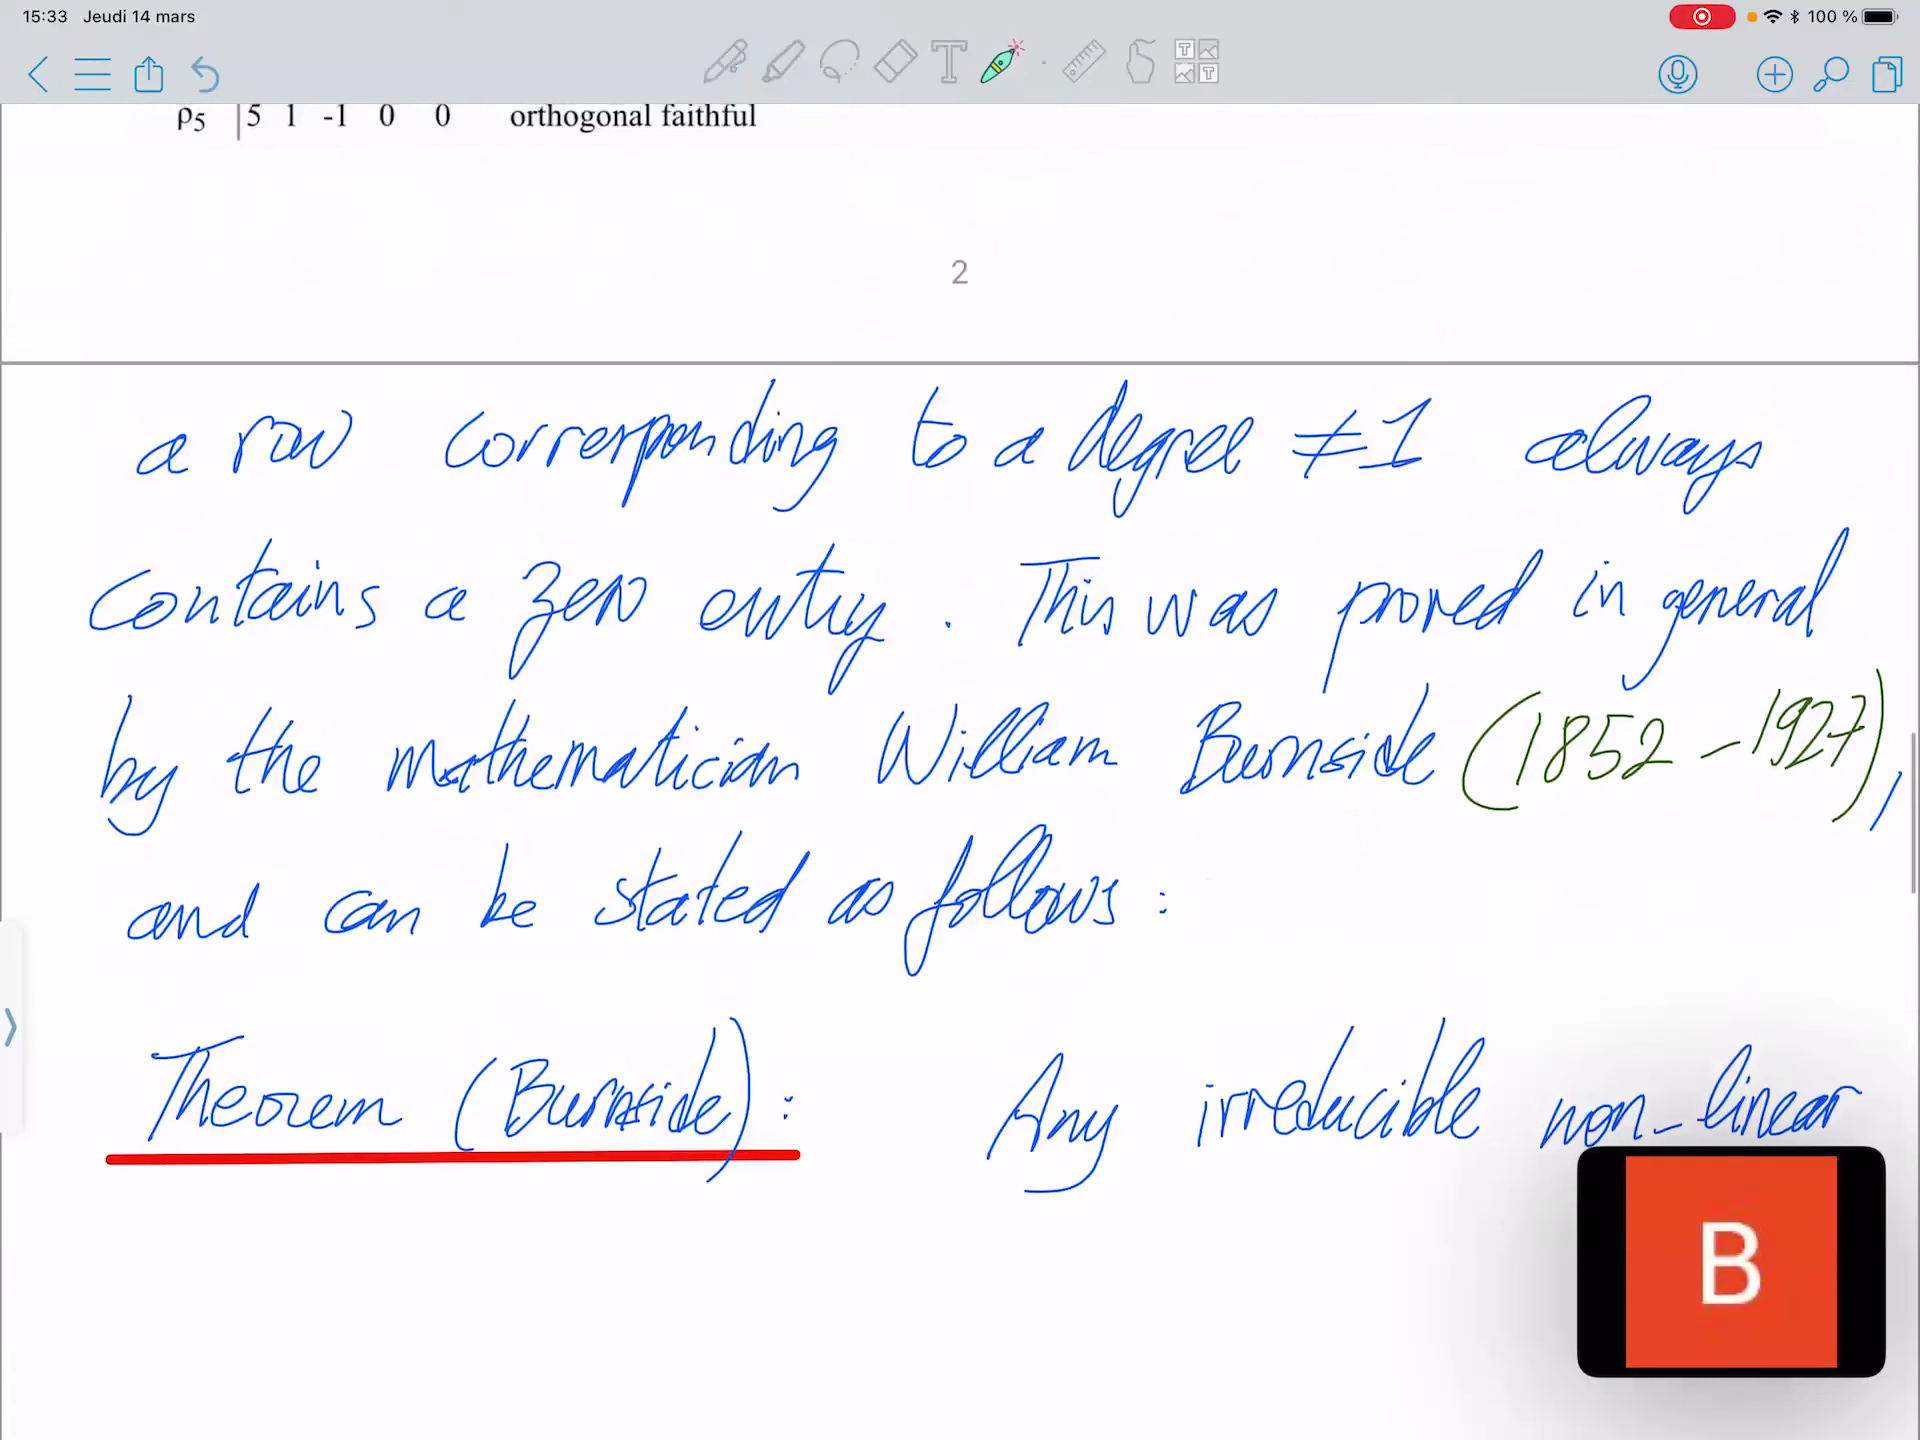 15:33 Jeudi 14 mars 100 %
ρ5 5 1 -1 0 0 orthogonal faithful
2
a row corresponding to a degree ≠1 always
contains a zero entry. This was proved in general
by the mathematician William Burnside (1852 - 1927),
and can be stated as follows:
Theorem (Burnside): Any irreducible non-linear
B